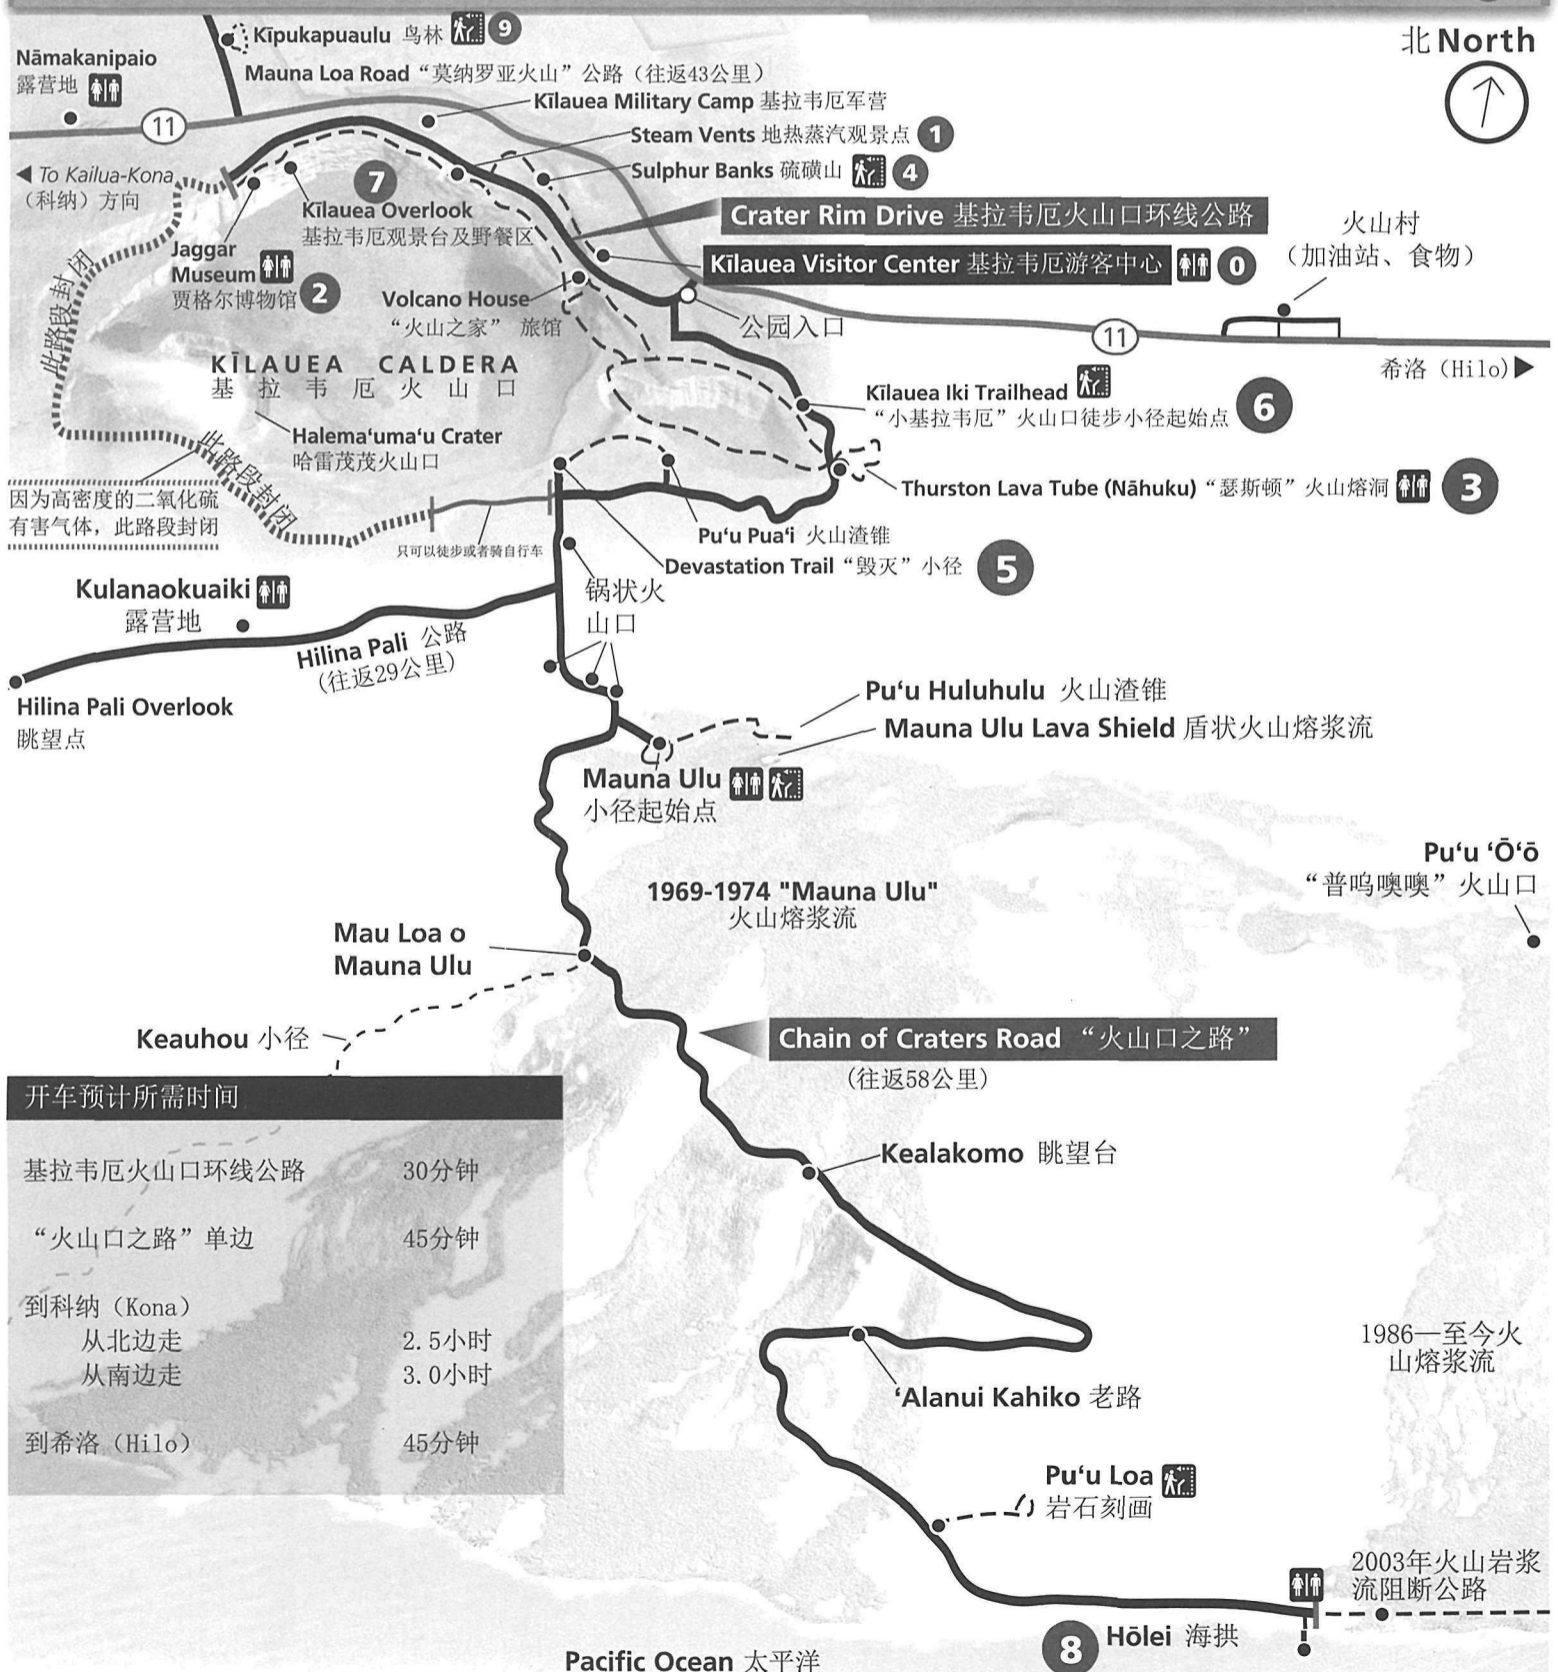 Kīpukapuaulu 鸟林 9
Nāmakanipaio
露营地
Mauna Loa Road “莫纳罗亚火山”公路（往返43公里）
北 North
Kīlauea Military Camp 基拉韦厄军营
11
Steam Vents 地热蒸汽观景点 1
Sulphur Banks 硫磺山 4
To Kailua-Kona
（科纳）方向
7
Kīlauea Overlook
基拉韦厄观景台及野餐区
Crater Rim Drive 基拉韦厄火山口环线公路
火山村
（加油站、食物）
Kīlauea Visitor Center 基拉韦厄游客中心 0
Jaggar
Museum
贾格尔博物馆 2
Volcano House
“火山之家” 旅馆
公园入口
11
希洛（Hilo）
此路段封闭
KĪLAUEA CALDERA
基拉韦厄火山口
Kīlauea Iki Trailhead
“小基拉韦厄”火山口徒步小径起始点 6
Halemaʻumaʻu Crater
哈雷茂茂火山口
此路段封闭
因为高密度的二氧化硫
有害气体，此路段封闭
Thurston Lava Tube (Nāhuku) “瑟斯顿”火山熔洞 3
只可以徒步或者骑自行车
Puʻu Puaʻi 火山渣锥
Devastation Trail “毁灭”小径 5
Kulanaokuaiki
露营地
锅状火
山口
Hilina Pali 公路
（往返29公里）
Hilina Pali Overlook
眺望点
Puʻu Huluhulu 火山渣锥
Mauna Ulu Lava Shield 盾状火山熔浆流
Mauna Ulu
小径起始点
Puʻu ʻŌʻō
“普呜噢噢”火山口
1969-1974 "Mauna Ulu"
火山熔浆流
Mau Loa o
Mauna Ulu
Keauhou 小径
Chain of Craters Road “火山口之路”
（往返58公里）
开车预计所需时间
基拉韦厄火山口环线公路 30分钟
“火山口之路”单边 45分钟
到科纳（Kona）
从北边走 2.5小时
从南边走 3.0小时
到希洛（Hilo） 45分钟
Kealakomo 眺望台
1986—至今火
山熔浆流
ʻAlanui Kahiko 老路
Puʻu Loa
岩石刻画
2003年火山岩浆
流阻断公路
8 Hōlei 海拱
Pacific Ocean 太平洋